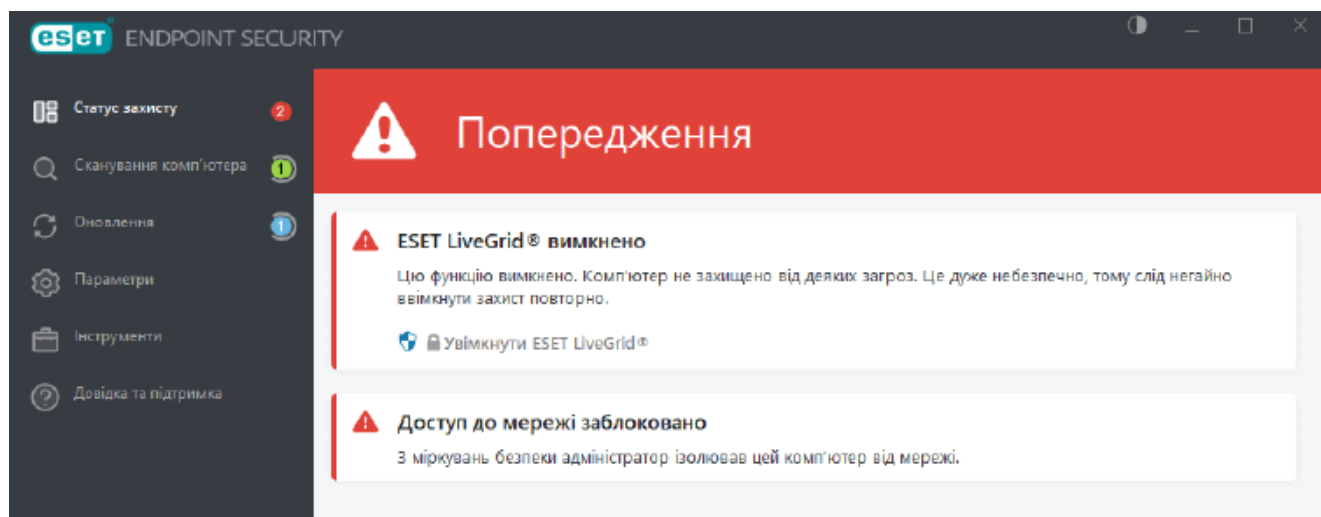 eset ENDPOINT SECURITY
Статус захисту 2
Сканування комп'ютера 1
Оновлення 1
Параметри
Інструменти
Довідка та підтримка
Попередження
ESET LiveGrid® вимкнено
Цю функцію вимкнено. Комп'ютер не захищено від деяких загроз. Це дуже небезпечно, тому слід негайно
ввімкнути захист повторно.
Увімкнути ESET LiveGrid®
Доступ до мережі заблоковано
З міркувань безпеки адміністратор ізолював цей комп'ютер від мережі.